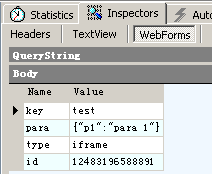 Statistics Inspectors Auto
Headers TextView WebForms
QueryString
Body
Name Value
key test
para {"p1":"para 1"}
type iframe
id 12483196588891